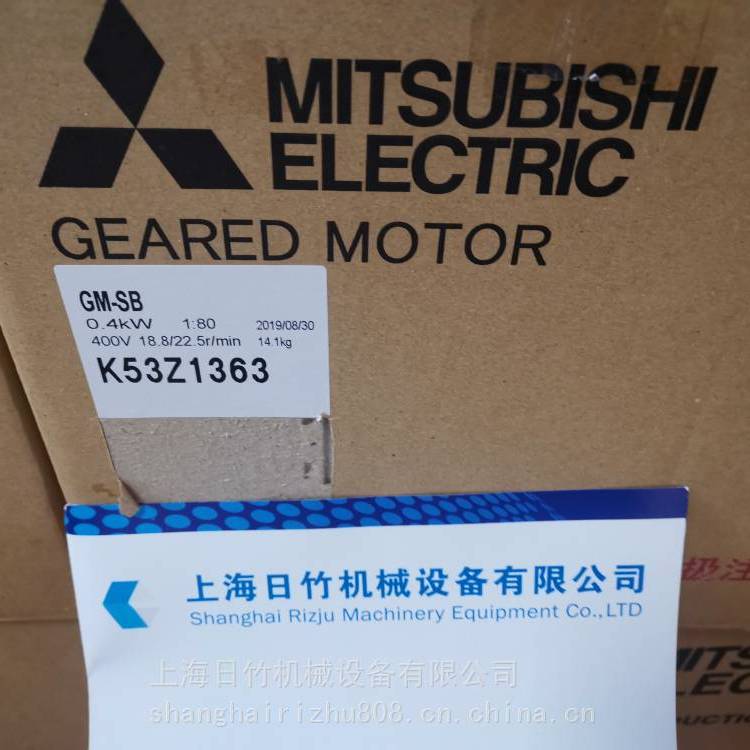 MITSUBISHI
ELECTRIC
GEARED MOTOR
GM-SB
0.4kW 1:80 2019/08/30
400V 18.8/22.5r/min 14.1kg
K53Z1363
上海日竹机械设备有限公司
Shanghai Rizju Machinery Equipment Co.,LTD
上海日竹机械设备有限公司
shanghairizhu808.cn.china.cn